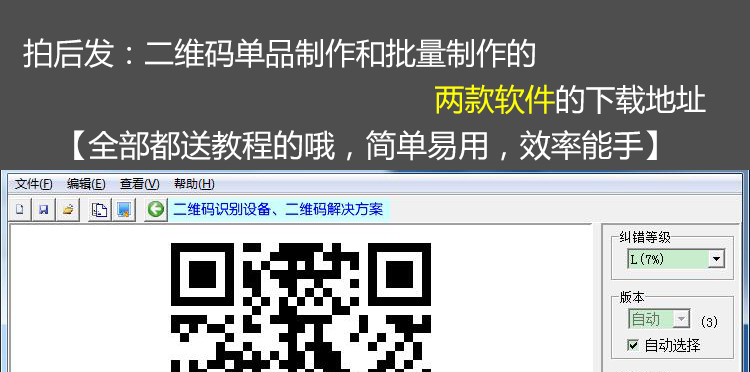 拍后发：二维码单品制作和批量制作的
两款软件的下载地址
【全部都送教程的哦，简单易用，效率能手】
文件(F) 编辑(E) 查看(V) 帮助(H)
二维码识别设备、二维码解决方案
纠错等级
L(7%)
版本
自动 (3)
自动选择